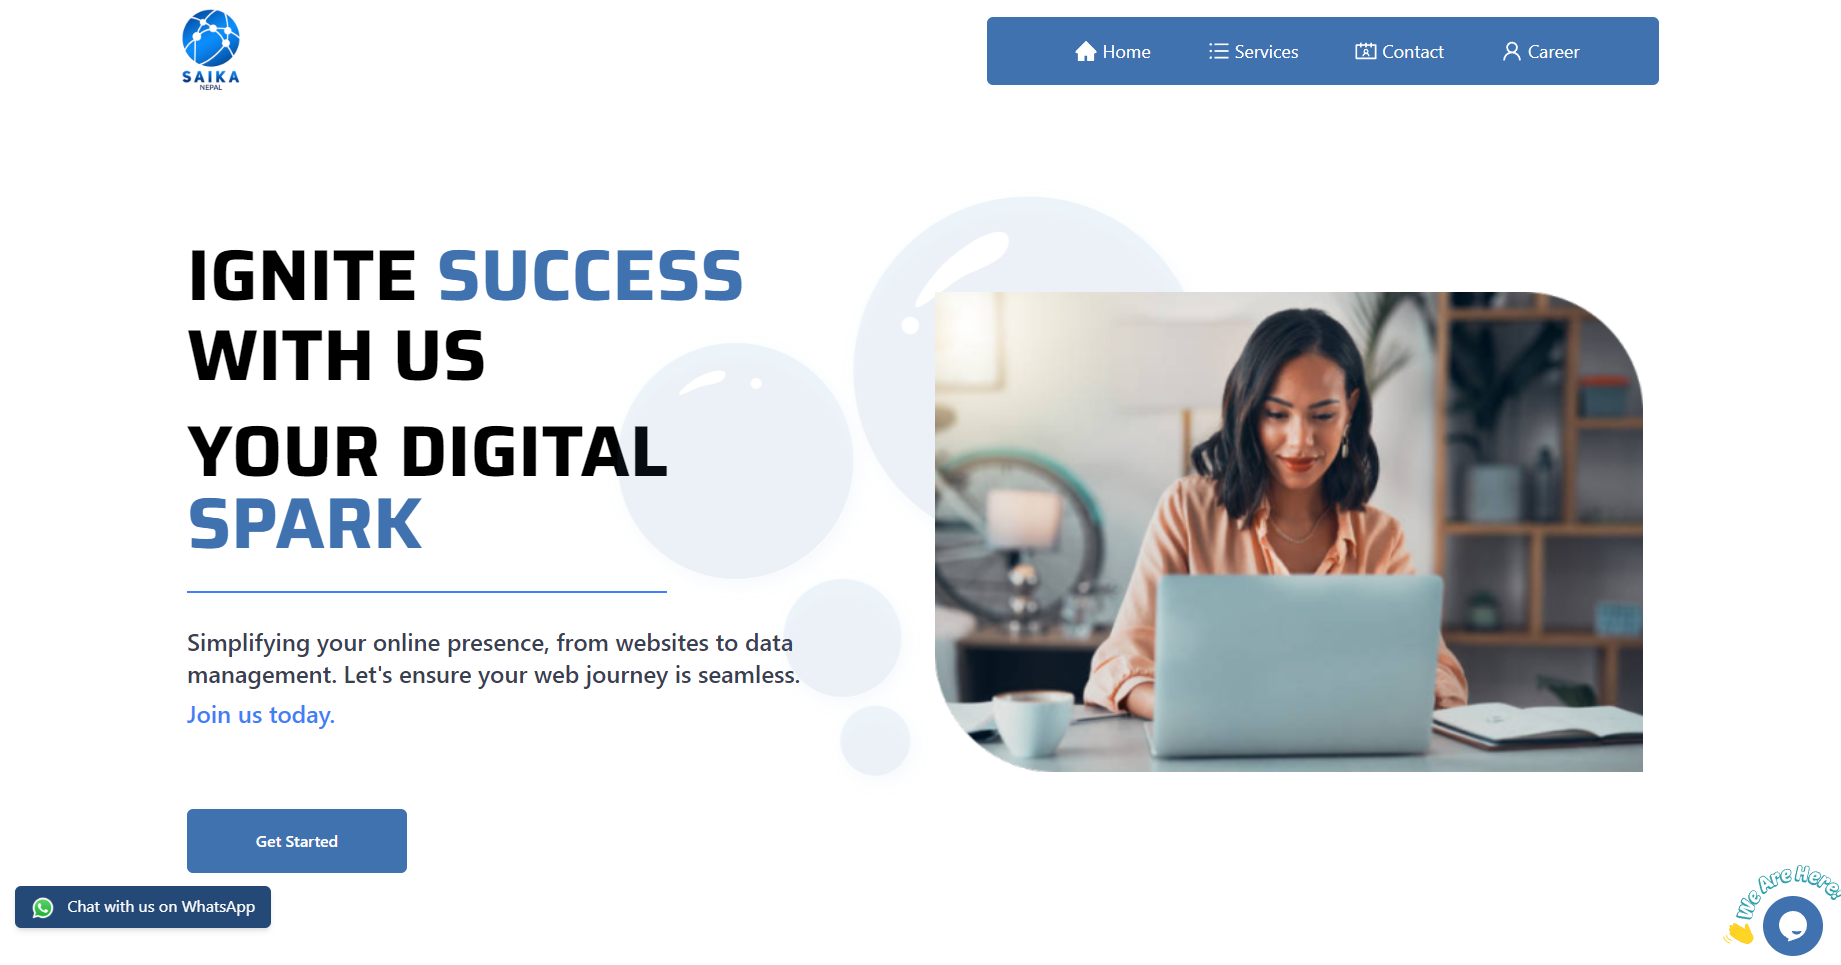 SAIKA
NEPAL
Home
Services
Contact
Career
IGNITE SUCCESS
WITH US
YOUR DIGITAL
SPARK
Simplifying your online presence, from websites to data
management. Let's ensure your web journey is seamless.
Join us today.
Get Started
Chat with us on WhatsApp
We Are Here!